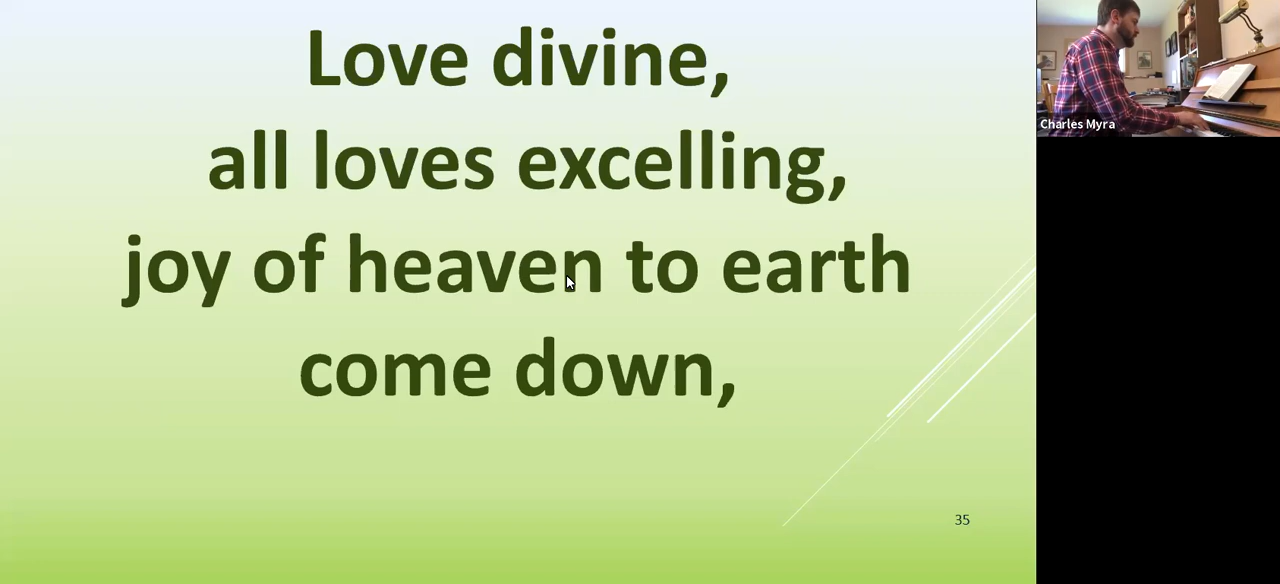 Love divine,
all loves excelling,
joy of heaven to earth
come down,
35
Charles Myra